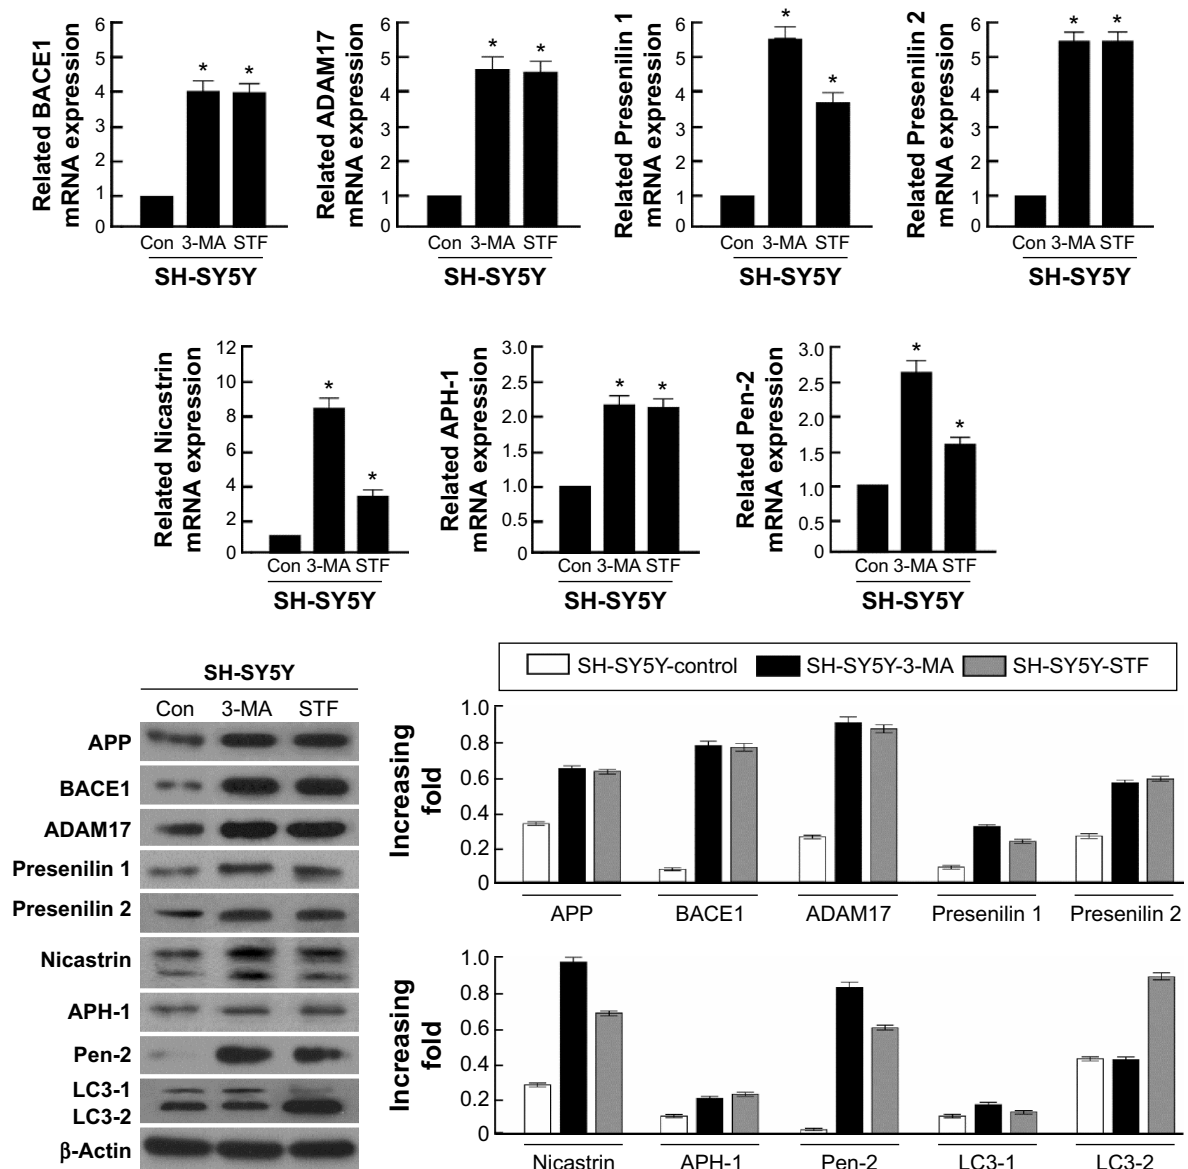 Related BACE1
mRNA expression
6
5
4
2
1
0
*
*
Con 3-MA STF
SH-SY5Y
Related ADAM17
mRNA expression
6
5
4
2
1
0
*
*
Con 3-MA STF
SH-SY5Y
Related Presenilin 1
mRNA expression
6
5
4
2
1
0
*
*
Con 3-MA STF
SH-SY5Y
Related Presenilin 2
mRNA expression
6
5
4
2
1
0
*
*
Con 3-MA STF
SH-SY5Y
Related Nicastrin
mRNA expression
12
10
8
6
4
2
0
*
*
Con 3-MA STF
SH-SY5Y
Related APH-1
mRNA expression
3.0
2.5
2.0
1.5
1.0
0.5
0
*
*
Con 3-MA STF
SH-SY5Y
Related Pen-2
mRNA expression
3.0
2.5
2.0
1.5
1.0
0.5
0
*
*
Con 3-MA STF
SH-SY5Y
SH-SY5Y
Con 3-MA STF
APP
BACE1
ADAM17
Presenilin 1
Presenilin 2
Nicastrin
APH-1
Pen-2
LC3-1
LC3-2
β-Actin
SH-SY5Y-control SH-SY5Y-3-MA SH-SY5Y-STF
Increasing
fold
1.0
0.8
0.6
0.4
0.2
0
APP BACE1 ADAM17 Presenilin 1 Presenilin 2
Increasing
fold
1.0
0.8
0.6
0.4
0.2
0
Nicastrin APH-1 Pen-2 LC3-1 LC3-2